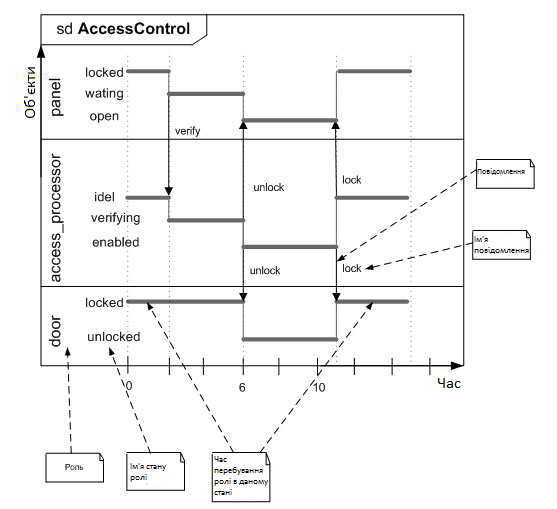 sd AccessControl
Об'єкти
panel
locked
wating
open
verify
access_processor
idel
verifying
enabled
unlock
lock
unlock
lock
door
locked
unlocked
0
6
10
Час
Повідомлення
Ім'я
повідомлення
Роль
Ім'я стану
ролі
Час
перебування
ролі в даному
стані